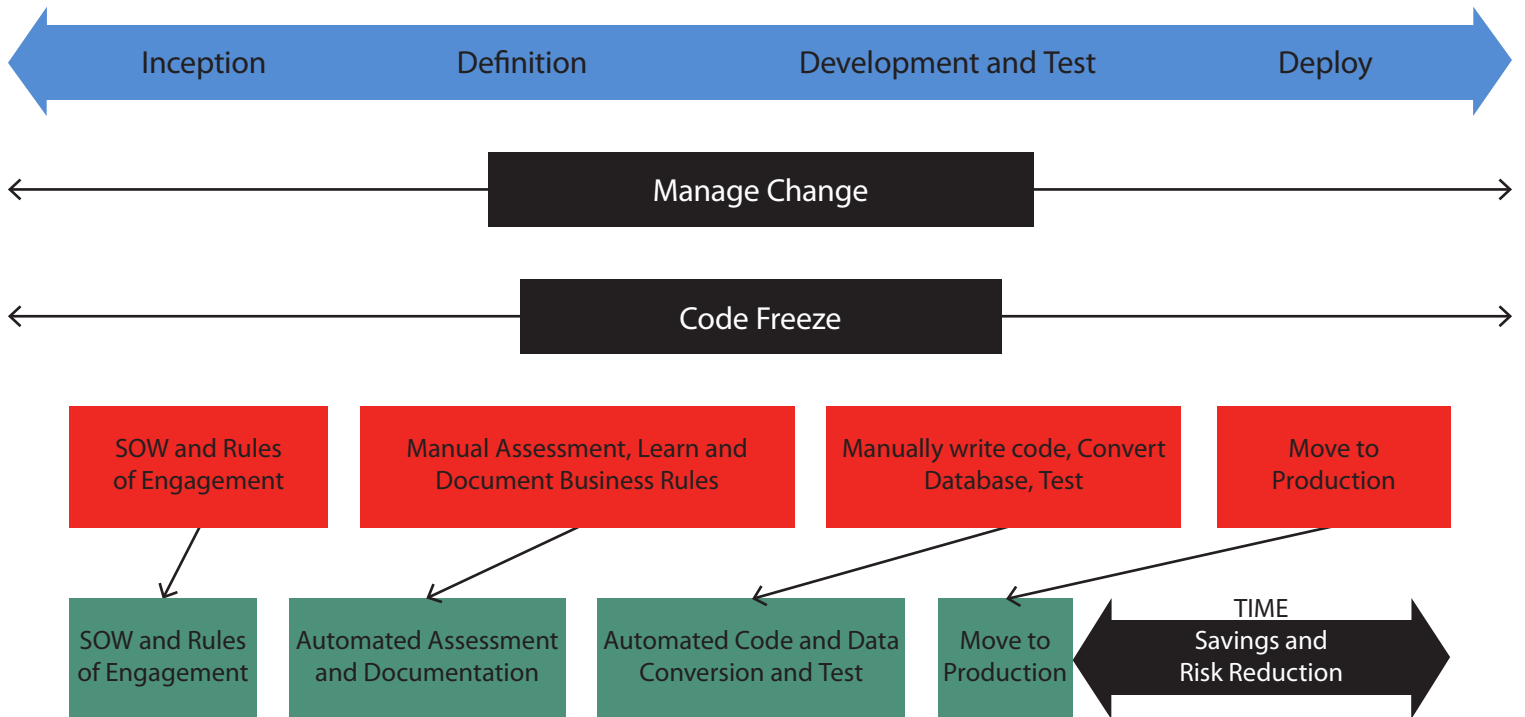 Inception
Definition
Development and Test
Deploy
Manage Change
Code Freeze
SOW and Rules
of Engagement
Manual Assessment, Learn and
Document Business Rules
Manually write code, Convert
Database, Test
Move to
Production
SOW and Rules
of Engagement
Automated Assessment
and Documentation
Automated Code and Data
Conversion and Test
Move to
Production
TIME
Savings and
Risk Reduction